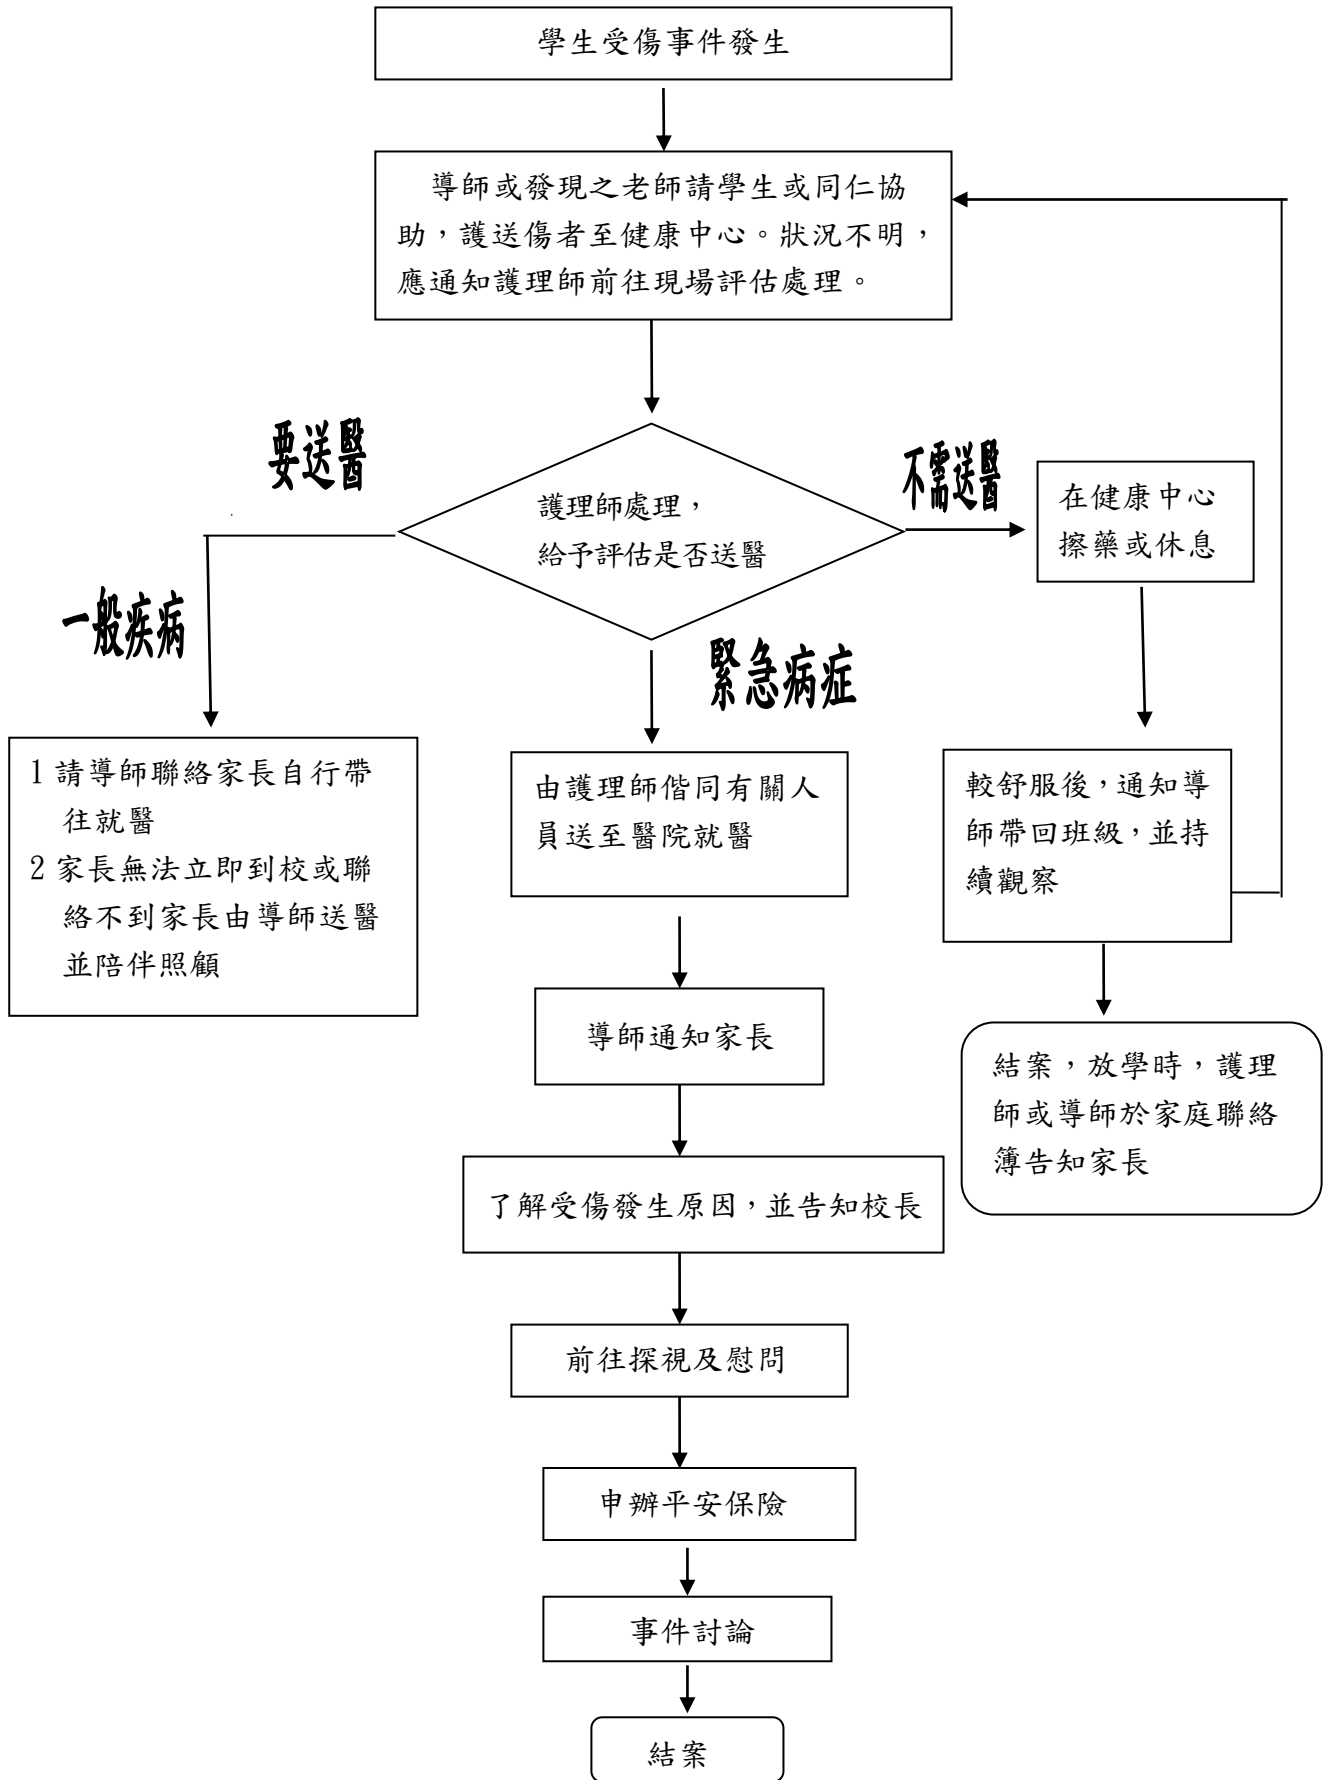 學生受傷事件發生
導師或發現之老師請學生或同仁協
助，護送傷者至健康中心。狀況不明，
應通知護理師前往現場評估處理。
要送醫
不需送醫
護理師處理，
給予評估是否送醫
在健康中心
擦藥或休息
一般疾病
緊急病症
1 請導師聯絡家長自行帶
往就醫
2 家長無法立即到校或聯
絡不到家長由導師送醫
並陪伴照顧
由護理師偕同有關人
員送至醫院就醫
較舒服後，通知導
師帶回班級，並持
續觀察
導師通知家長
結案，放學時，護理
師或導師於家庭聯絡
簿告知家長
了解受傷發生原因，並告知校長
前往探視及慰問
申辦平安保險
事件討論
結案